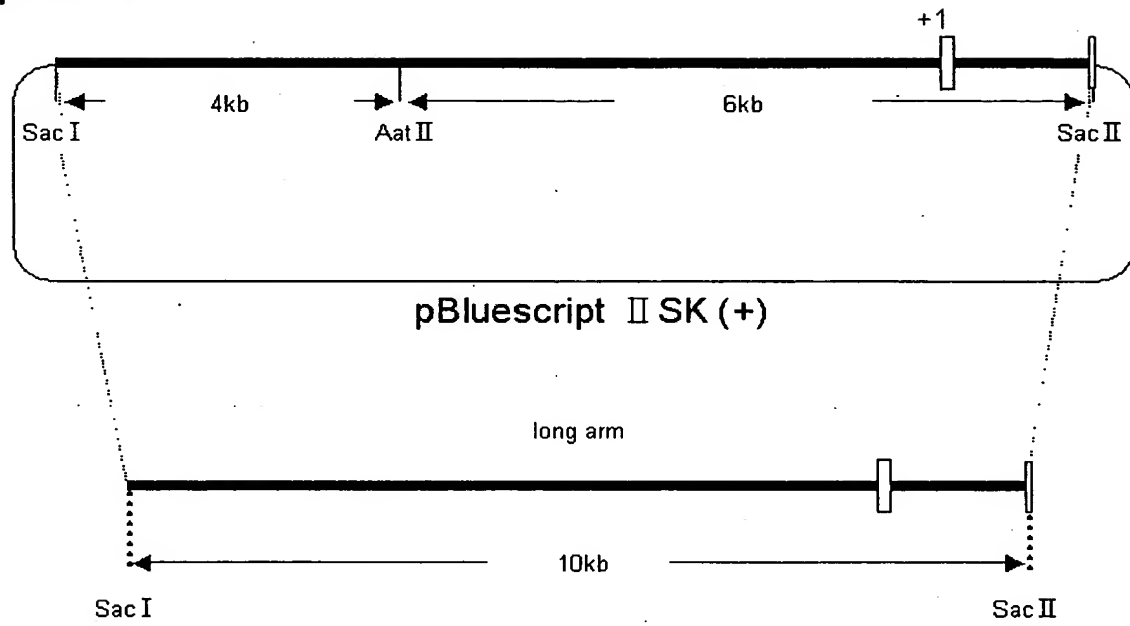 +1
4kb
6kb
Sac I
Aat II
Sac II
pBluescript II SK (+)
long arm
10kb
Sac I
Sac II